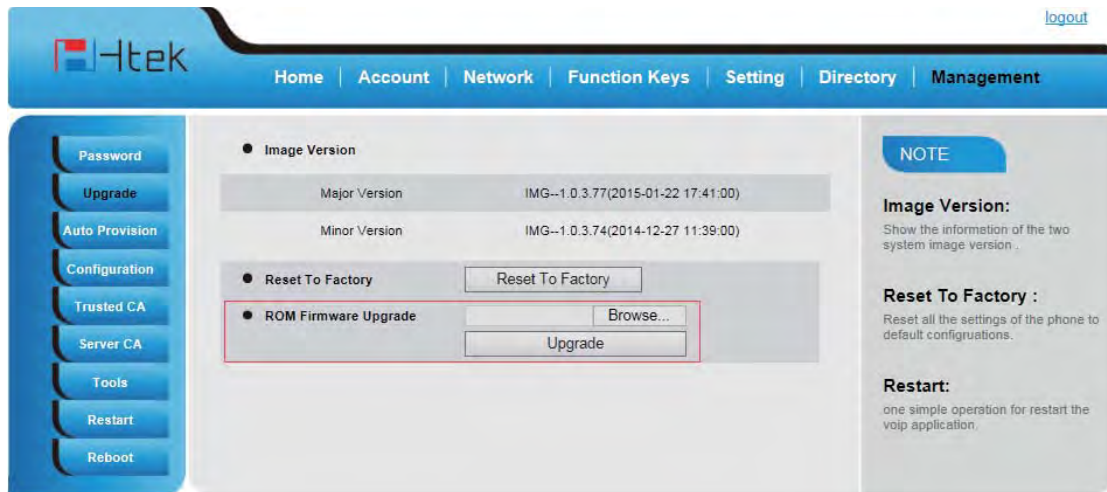 logout
Htek
Home | Account | Network | Function Keys | Setting | Directory | Management
Password
Upgrade
Auto Provision
Configuration
Trusted CA
Server CA
Tools
Restart
Reboot
Image Version
Major Version IMG--1.0.3.77(2015-01-22 17:41:00)
Minor Version IMG--1.0.3.74(2014-12-27 11:39:00)
Reset To Factory Reset To Factory
ROM Firmware Upgrade Browse...
Upgrade
NOTE
Image Version:
Show the information of the two
system image version .
Reset To Factory :
Reset all the settings of the phone to
default configruations.
Restart:
one simple operation for restart the
voip application.